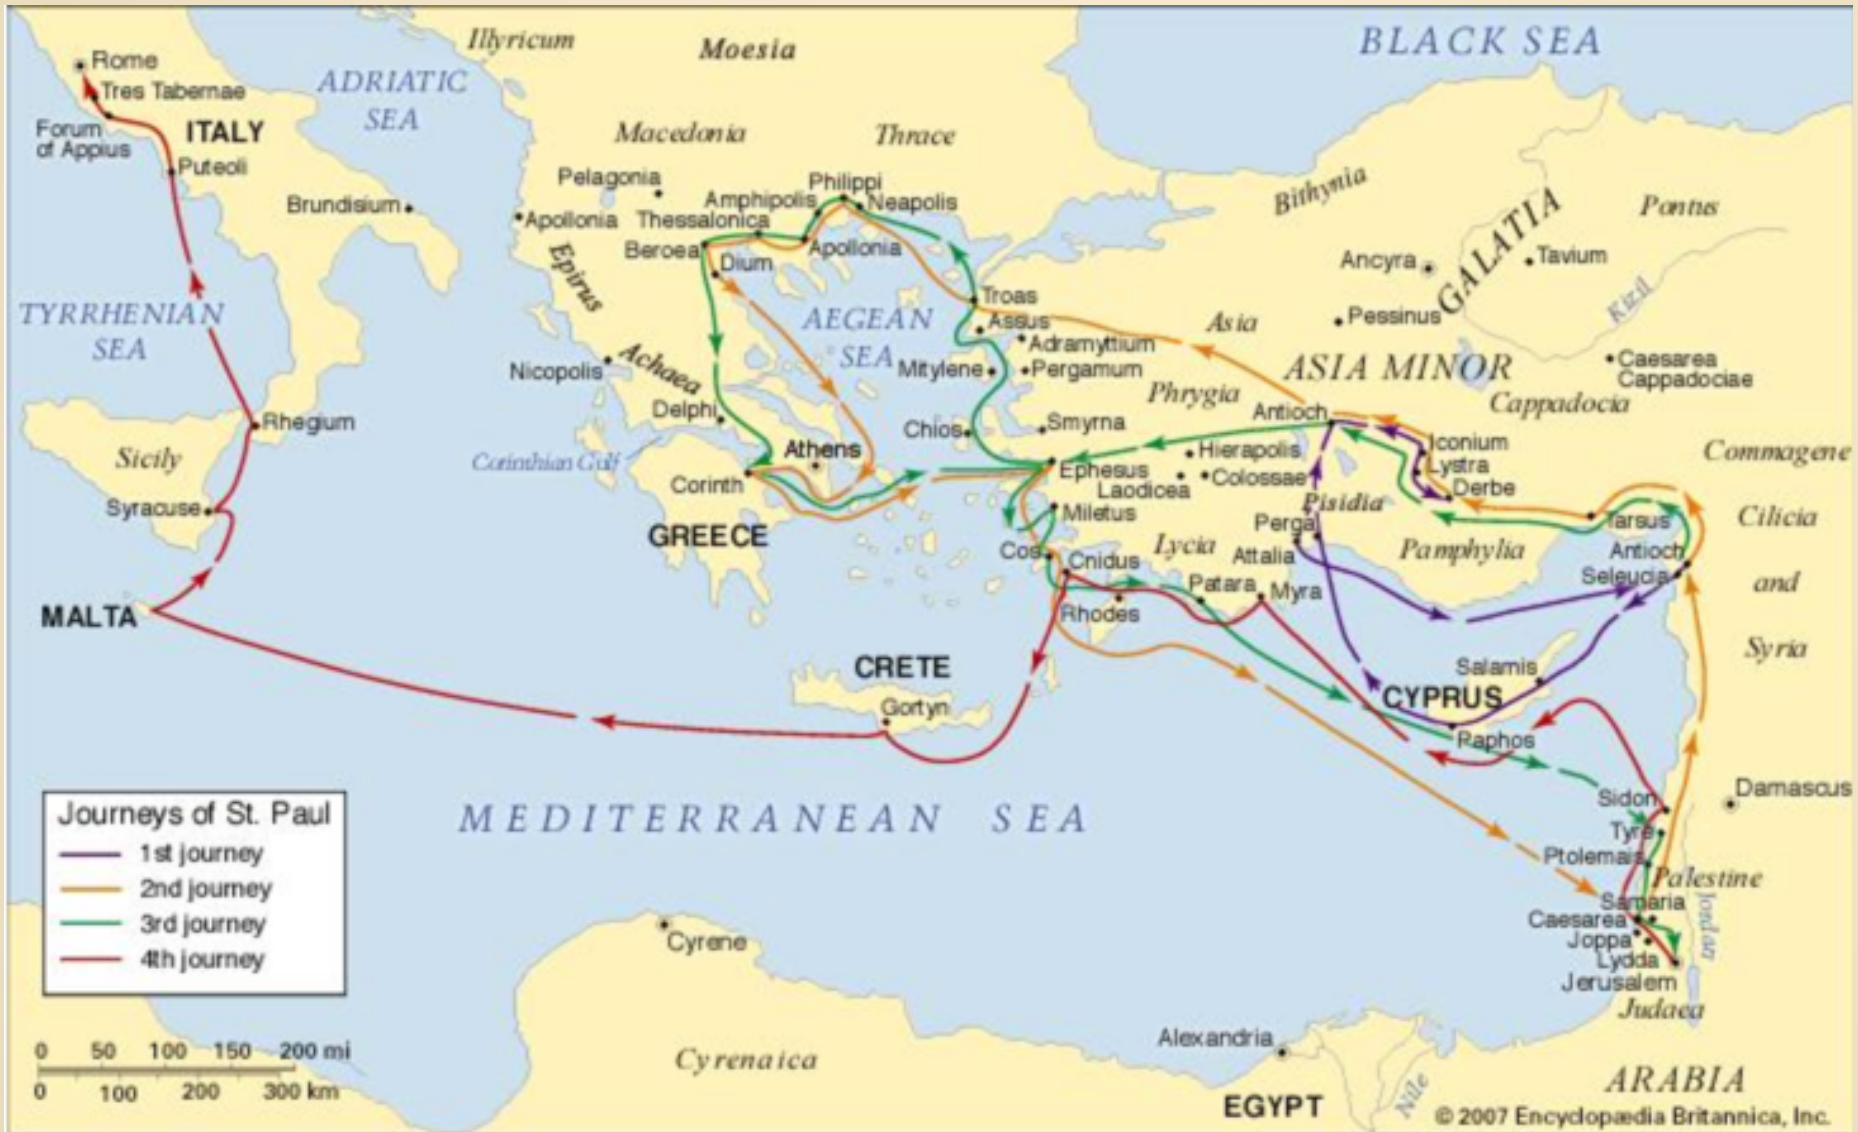 Illyricum
Moesia
BLACK SEA
Rome
Tres Tabernae
ADRIATIC
SEA
Forum
of Appius
ITALY
Puteoli
Macedonia
Thrace
Pelagonia
Philippi
Amphipolis
Neapolis
Brundisium
Apollonia
Thessalonica
Beroea
Apollonia
Dium
Epirus
Bithynia
GALATIA
Pontus
Ancyra
Tavium
Kizil
TYRRHENIAN
SEA
AEGEAN
SEA
Troas
Assus
Adramyttium
Mitylene
Pergamum
Asia
Pessinus
ASIA MINOR
Caesarea
Cappadociae
Nicopolis
Achaea
Delphi
Phrygia
Antioch
Cappadocia
Rhegium
Sicily
Corinthian Gulf
Athens
Chios
Smyrna
Hierapolis
Iconium
Lystra
Commagene
Corinth
Ephesus
Laodicea
Colossae
Derbe
Syracuse
GREECE
Miletus
Pisidia
Perga
Tarsus
Cilicia
Cos
Cnidus
Lycia
Attalia
Pamphylia
Antioch
Seleucia
and
MALTA
Rhodes
Patara
Myra
Syria
CRETE
Gortyn
Salamis
CYPRUS
Raphos
MEDITERRANEAN SEA
Sidon
Damascus
Tyre
Ptolemais
Palestine
Samaria
Caesarea
Joppa
Lydda
Jordan
Jerusalem
Judaea
Journeys of St. Paul
1st journey
2nd journey
3rd journey
4th journey
Cyrene
Cyrenaica
Alexandria
EGYPT
Nile
ARABIA
0 50 100 150 200 mi
0 100 200 300 km
© 2007 Encyclopædia Britannica, Inc.